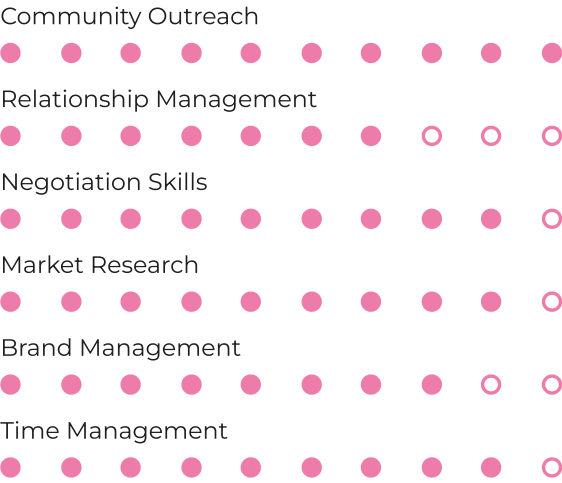 Community Outreach
Relationship Management
Negotiation Skills
Market Research
Brand Management
Time Management